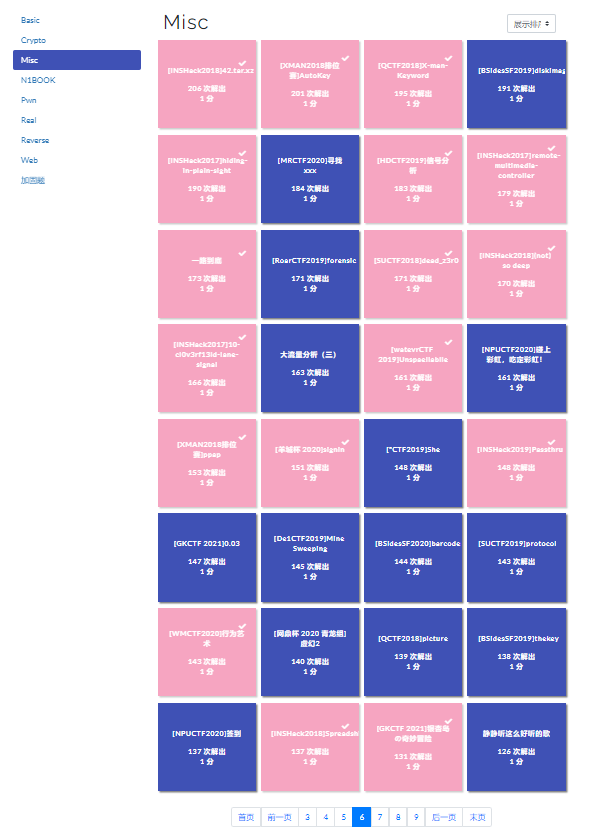 Basic
Crypto
Misc
N1BOOK
Pwn
Real
Reverse
Web
加固题
Misc
[INSHack2018]42.tar.xz
206 次解出
1 分
[XMAN2018排位
赛]AutoKey
201 次解出
1 分
[QCTF2018]X-man-
Keyword
195 次解出
1 分
[BSidesSF2019]diskimag
191 次解出
1 分
[INSHack2017]hiding-
in-plain-sight
190 次解出
1 分
[MRCTF2020]寻找
xxx
184 次解出
1 分
[HDCTF2019]信号分
析
183 次解出
1 分
[INSHack2017]remote-
multimedia-
controller
179 次解出
1 分
一路到底
173 次解出
1 分
[RoarCTF2019]forensic
171 次解出
1 分
[SUCTF2018]dead_z3r0
171 次解出
1 分
[INSHack2018](not)
so deep
170 次解出
1 分
[INSHack2017]10-
cl0v3rf13ld-lane-
signal
166 次解出
1 分
大流量分析（三）
163 次解出
1 分
[watevrCTF
2019]Unspaellablle
161 次解出
1 分
[NPUCTF2020]碰上
彩虹，吃定彩虹！
161 次解出
1 分
[XMAN2018排位
赛]ppap
153 次解出
1 分
[羊城杯 2020]signin
151 次解出
1 分
[*CTF2019]She
148 次解出
1 分
[INSHack2019]Passthru
148 次解出
1 分
[GKCTF 2021]0.03
147 次解出
1 分
[De1CTF2019]Mine
Sweeping
145 次解出
1 分
[BSidesSF2020]barcode
144 次解出
1 分
[SUCTF2019]protocol
143 次解出
1 分
[WMCTF2020]行为艺
术
143 次解出
1 分
[网鼎杯 2020 青龙组]
虚幻2
140 次解出
1 分
[QCTF2018]picture
139 次解出
1 分
[BSidesSF2019]thekey
138 次解出
1 分
[NPUCTF2020]签到
137 次解出
1 分
[INSHack2018]Spreadsh
137 次解出
1 分
[GKCTF 2021]银杏岛
の奇妙冒险
131 次解出
1 分
静静听这么好听的歌
126 次解出
1 分
首页 前一页 3 4 5 6 7 8 9 后一页 末页